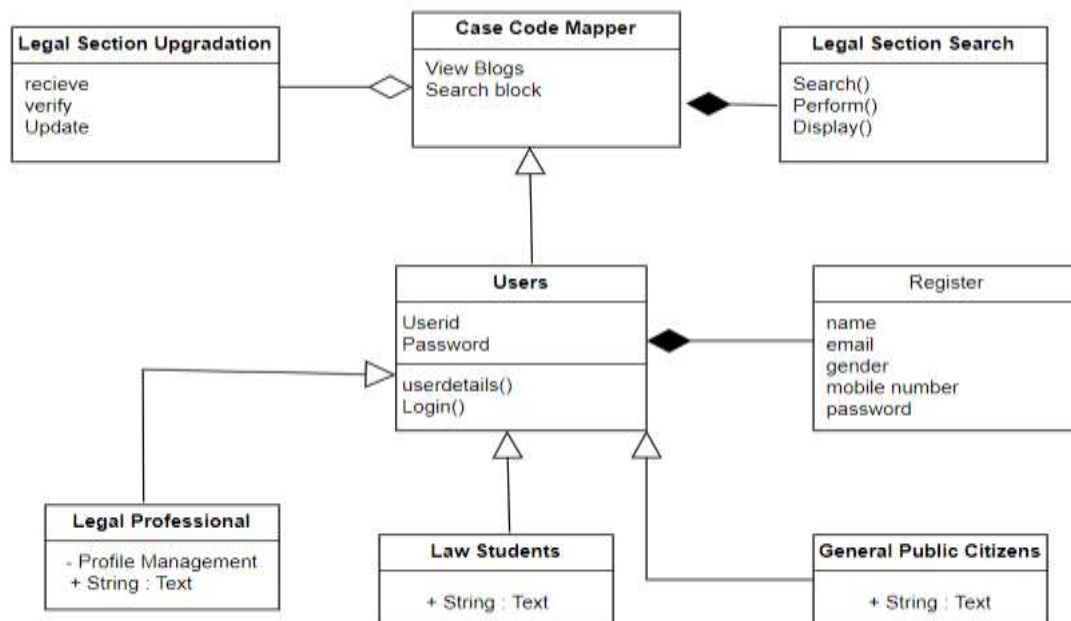 Legal Section Upgradation
recieve
verify
Update
Case Code Mapper
View Blogs
Search block
Legal Section Search
Search()
Perform()
Display()
Users
Userid
Password
userdetails()
Login()
Register
name
email
gender
mobile number
password
Legal Professional
- Profile Management
+ String : Text
Law Students
+ String : Text
General Public Citizens
+ String : Text